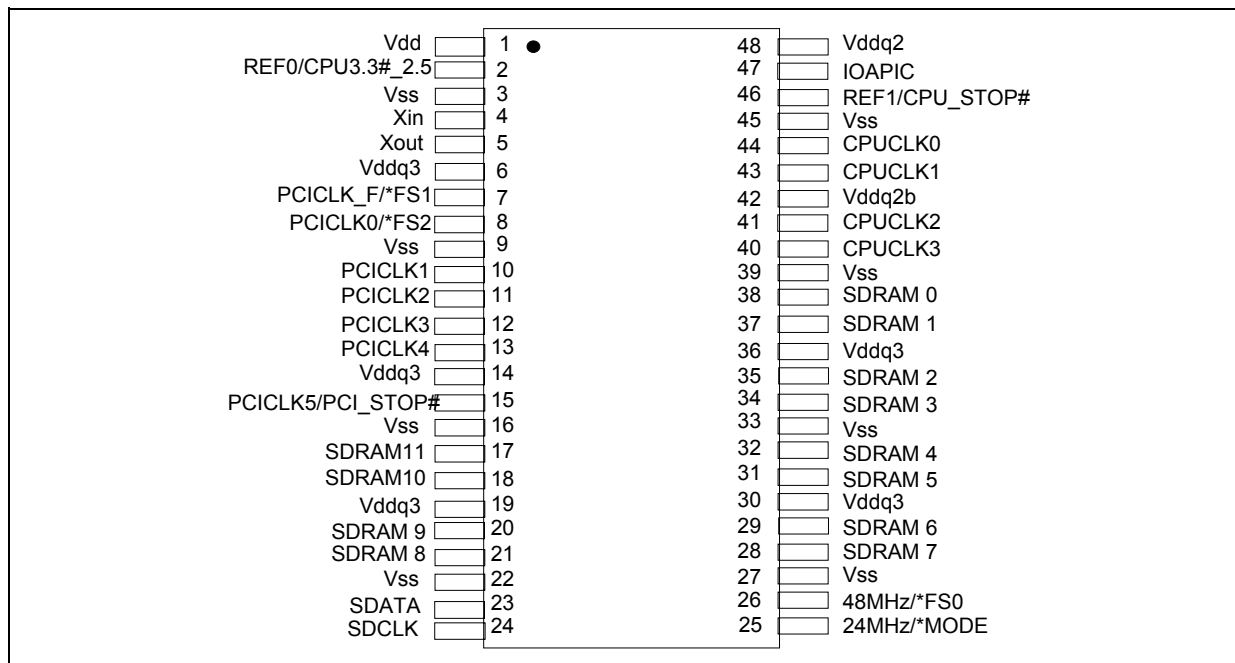 Vdd 1 48 Vddq2
REF0/CPU3.3#_2.5 2 47 IOAPIC
Vss 3 46 REF1/CPU_STOP#
Xin 4 45 Vss
Xout 5 44 CPUCLK0
Vddq3 6 43 CPUCLK1
PCICLK_F/*FS1 7 42 Vddq2b
PCICLK0/*FS2 8 41 CPUCLK2
Vss 9 40 CPUCLK3
PCICLK1 10 39 Vss
PCICLK2 11 38 SDRAM 0
PCICLK3 12 37 SDRAM 1
PCICLK4 13 36 Vddq3
Vddq3 14 35 SDRAM 2
PCICLK5/PCI_STOP# 15 34 SDRAM 3
Vss 16 33 Vss
SDRAM11 17 32 SDRAM 4
SDRAM10 18 31 SDRAM 5
Vddq3 19 30 Vddq3
SDRAM 9 20 29 SDRAM 6
SDRAM 8 21 28 SDRAM 7
Vss 22 27 Vss
SDATA 23 26 48MHz/*FS0
SDCLK 24 25 24MHz/*MODE